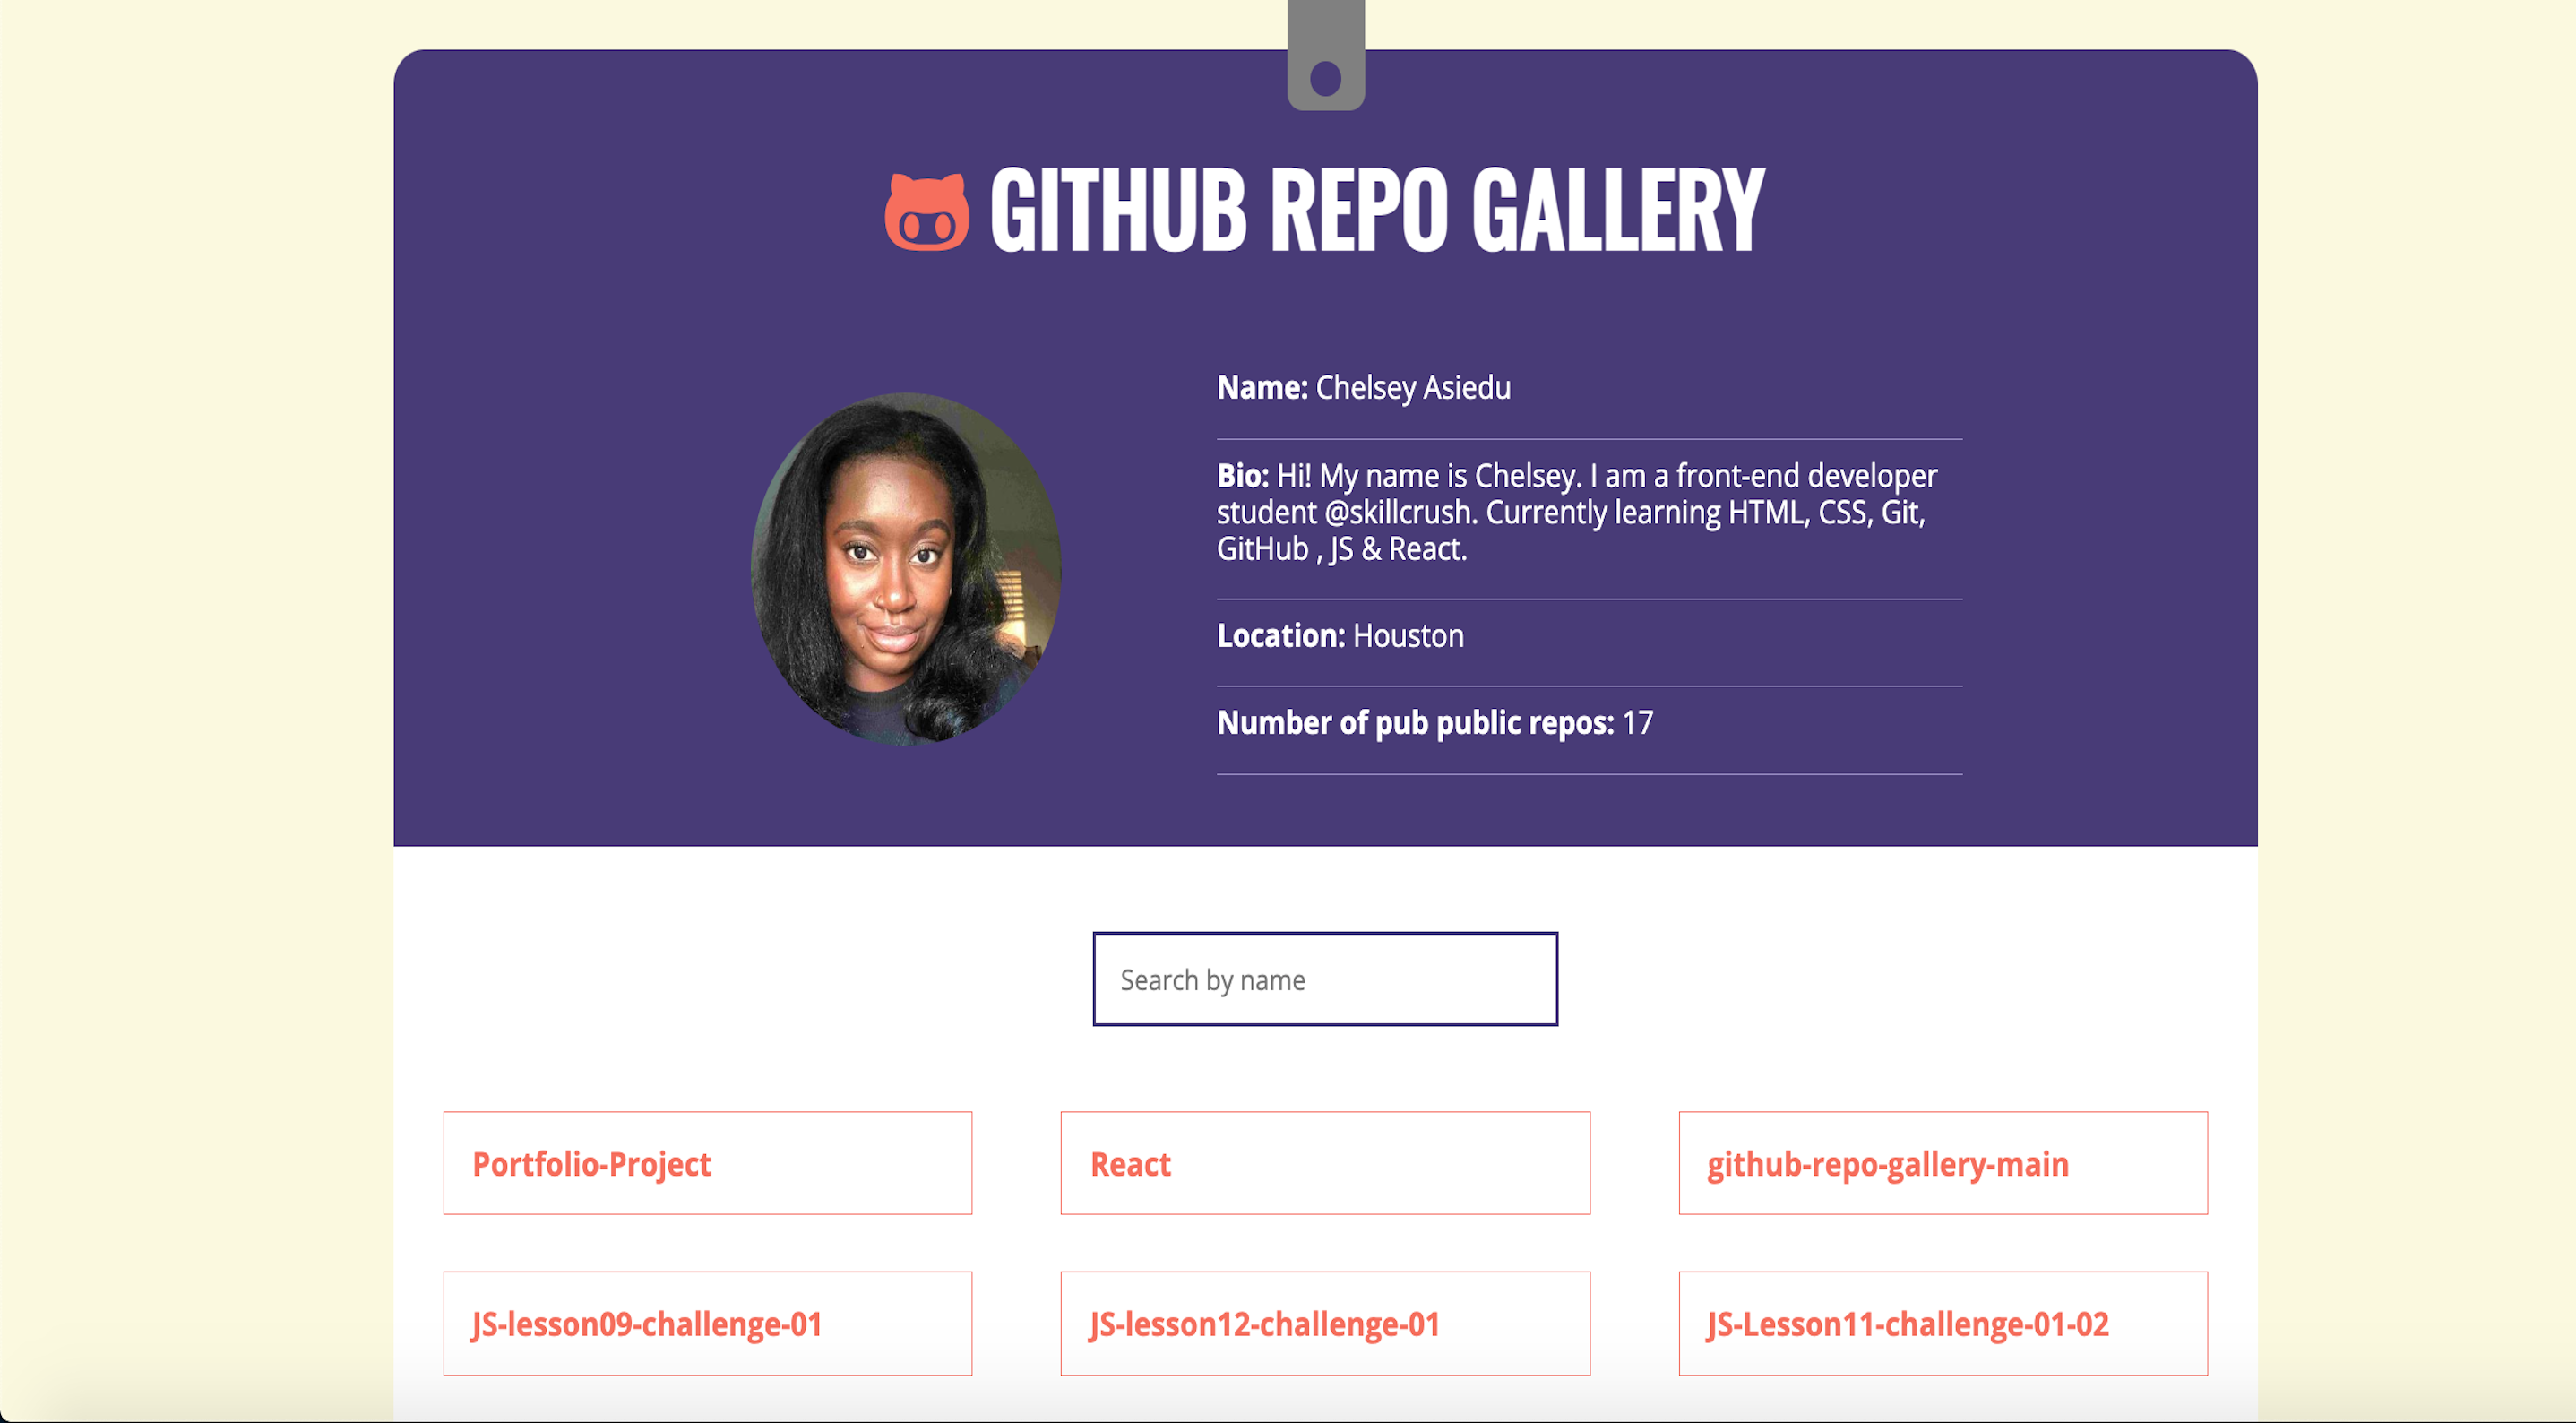 GITHUB REPO GALLERY
Name: Chelsey Asiedu
Bio: Hi! My name is Chelsey. I am a front-end developer
student @skillcrush. Currently learning HTML, CSS, Git,
GitHub , JS & React.
Location: Houston
Number of pub public repos: 17
Search by name
Portfolio-Project
React
github-repo-gallery-main
JS-lesson09-challenge-01
JS-lesson12-challenge-01
JS-Lesson11-challenge-01-02